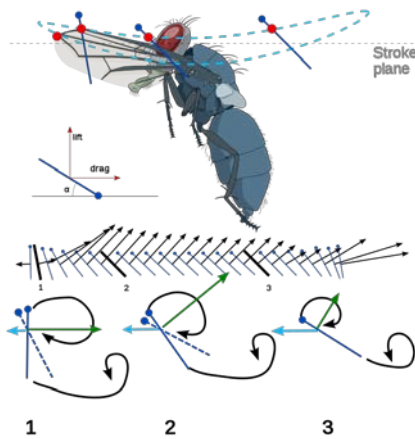 Stroke
plane
lift
drag
α
1 2 3
1 2 3